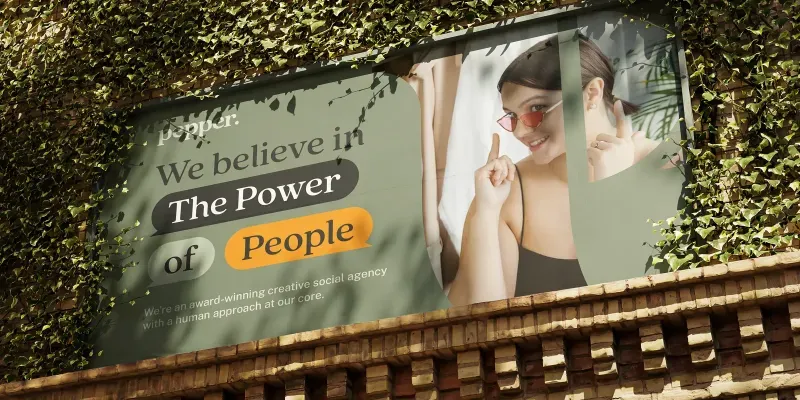 pepper.
We believe in
The Power
of People
We're an award-winning creative social agency
with a human approach at our core.